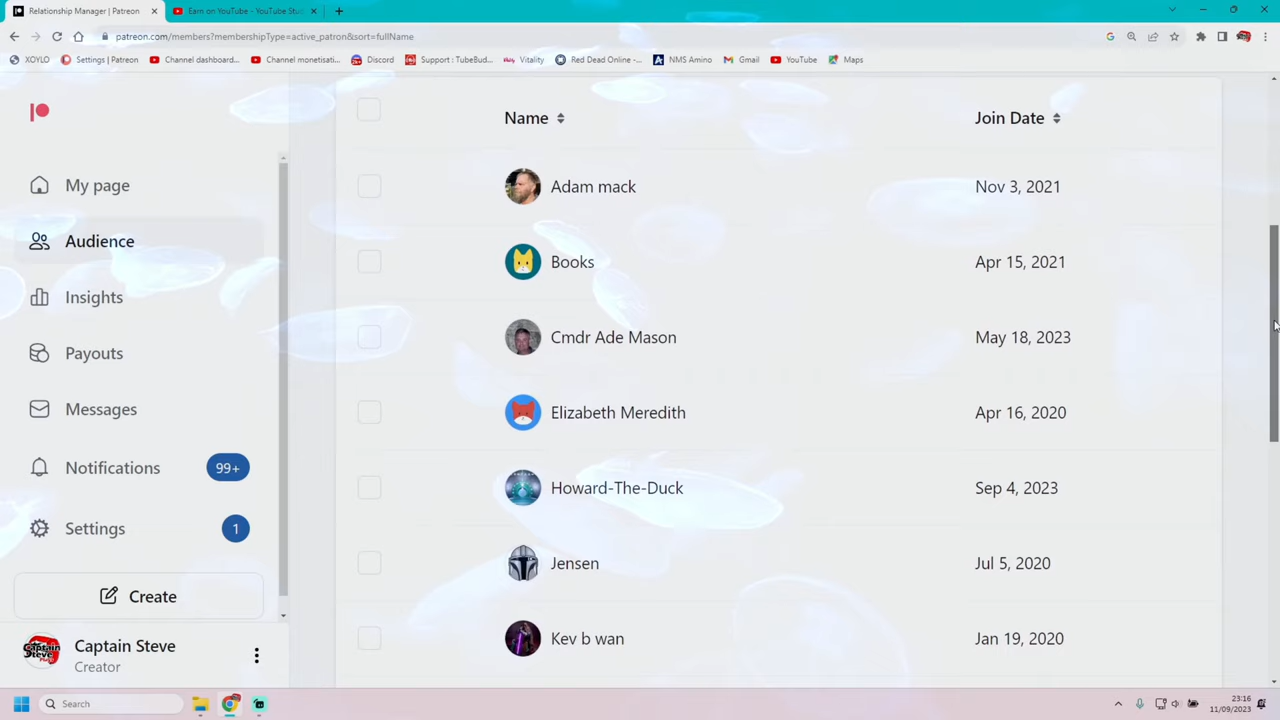 Relationship Manager | Patreon
Earn on YouTube - YouTube Stu
patreon.com/members?membershipType=active_patron&sort=fullName
XOYLO
Settings | Patreon
Channel dashboard...
Channel monetisati...
Discord
Support : TubeBud...
Vitality
Red Dead Online -...
NMS Amino
Gmail
YouTube
Maps
My page
Audience
Insights
Payouts
Messages
Notifications 99+
Settings 1
Create
Captain Steve
Creator
Name Join Date
Adam mack Nov 3, 2021
Books Apr 15, 2021
Cmdr Ade Mason May 18, 2023
Elizabeth Meredith Apr 16, 2020
Howard-The-Duck Sep 4, 2023
Jensen Jul 5, 2020
Kev b wan Jan 19, 2020
Search
23:16
11/09/2023